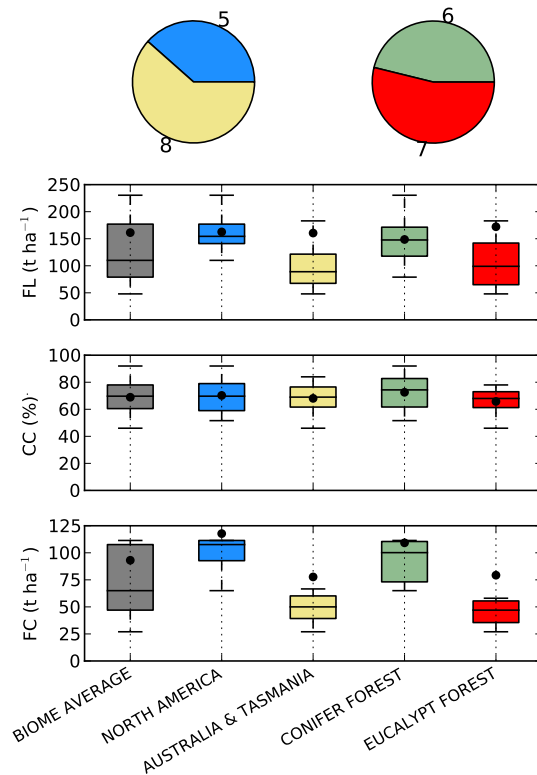 5
8
6
7
250
200
150
100
50
0
FL (t ha⁻¹)
100
80
60
40
20
0
CC (%)
125
100
75
50
25
0
FC (t ha⁻¹)
BIOME AVERAGE
NORTH AMERICA
AUSTRALIA & TASMANIA
CONIFER FOREST
EUCALYPT FOREST